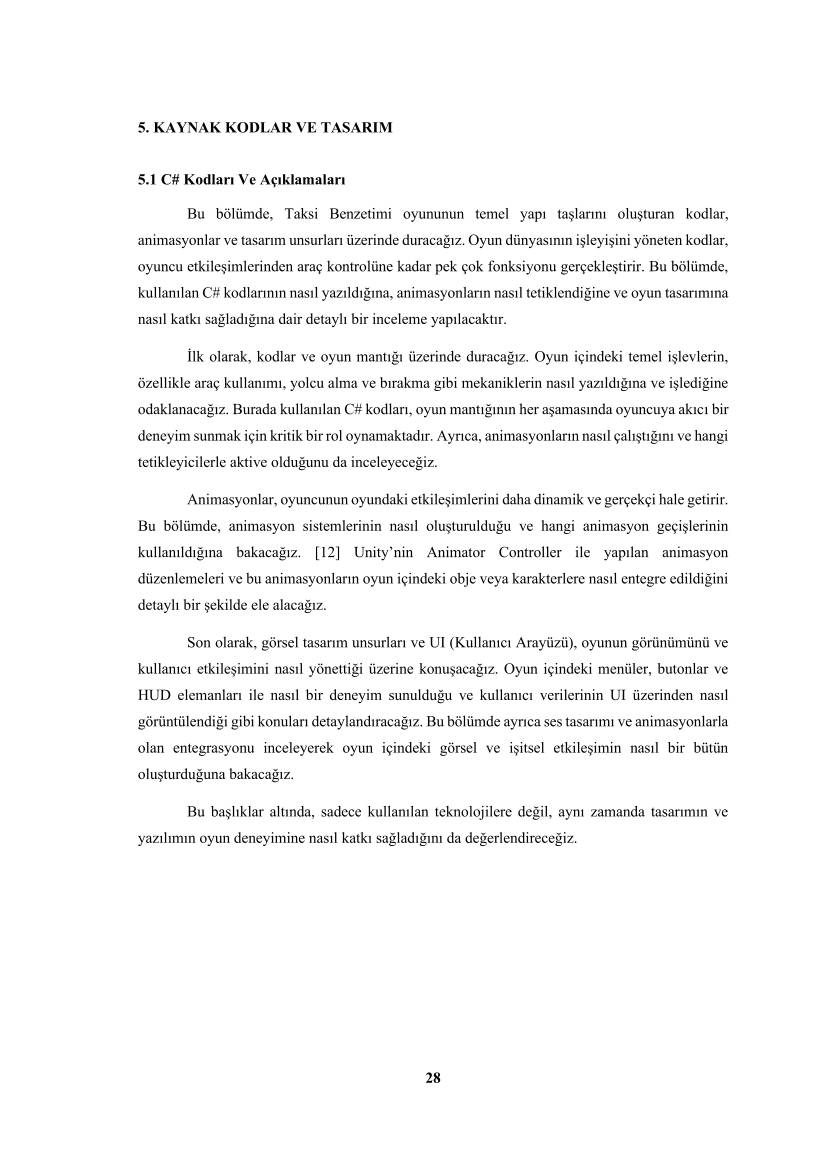 5. KAYNAK KODLAR VE TASARIM
5.1 C# Kodları Ve Açıklamaları
Bu bölümde, Taksi Benzetimi oyununun temel yapı taşlarını oluşturan kodlar,
animasyonlar ve tasarım unsurları üzerinde duracağız. Oyun dünyasının işleyişini yöneten kodlar,
oyuncu etkileşimlerinden araç kontrolüne kadar pek çok fonksiyonu gerçekleştirir. Bu bölümde,
kullanılan C# kodlarının nasıl yazıldığına, animasyonların nasıl tetiklendiğine ve oyun tasarımına
nasıl katkı sağladığına dair detaylı bir inceleme yapılacaktır.
İlk olarak, kodlar ve oyun mantığı üzerinde duracağız. Oyun içindeki temel işlevlerin,
özellikle araç kullanımı, yolcu alma ve bırakma gibi mekaniklerin nasıl yazıldığına ve işlediğine
odaklanacağız. Burada kullanılan C# kodları, oyun mantığının her aşamasında oyuncuya akıcı bir
deneyim sunmak için kritik bir rol oynamaktadır. Ayrıca, animasyonların nasıl çalıştığını ve hangi
tetikleyicilerle aktive olduğunu da inceleyeceğiz.
Animasyonlar, oyuncunun oyundaki etkileşimlerini daha dinamik ve gerçekçi hale getirir.
Bu bölümde, animasyon sistemlerinin nasıl oluşturulduğu ve hangi animasyon geçişlerinin
kullanıldığına bakacağız. [12] Unity’nin Animator Controller ile yapılan animasyon
düzenlemeleri ve bu animasyonların oyun içindeki obje veya karakterlere nasıl entegre edildiğini
detaylı bir şekilde ele alacağız.
Son olarak, görsel tasarım unsurları ve UI (Kullanıcı Arayüzü), oyunun görünümünü ve
kullanıcı etkileşimini nasıl yönettiği üzerine konuşacağız. Oyun içindeki menüler, butonlar ve
HUD elemanları ile nasıl bir deneyim sunulduğu ve kullanıcı verilerinin UI üzerinden nasıl
görüntülendiği gibi konuları detaylandıracağız. Bu bölümde ayrıca ses tasarımı ve animasyonlarla
olan entegrasyonu inceleyerek oyun içindeki görsel ve işitsel etkileşimin nasıl bir bütün
oluşturduğuna bakacağız.
Bu başlıklar altında, sadece kullanılan teknolojilere değil, aynı zamanda tasarımın ve
yazılımın oyun deneyimine nasıl katkı sağladığını da değerlendireceğiz.
28